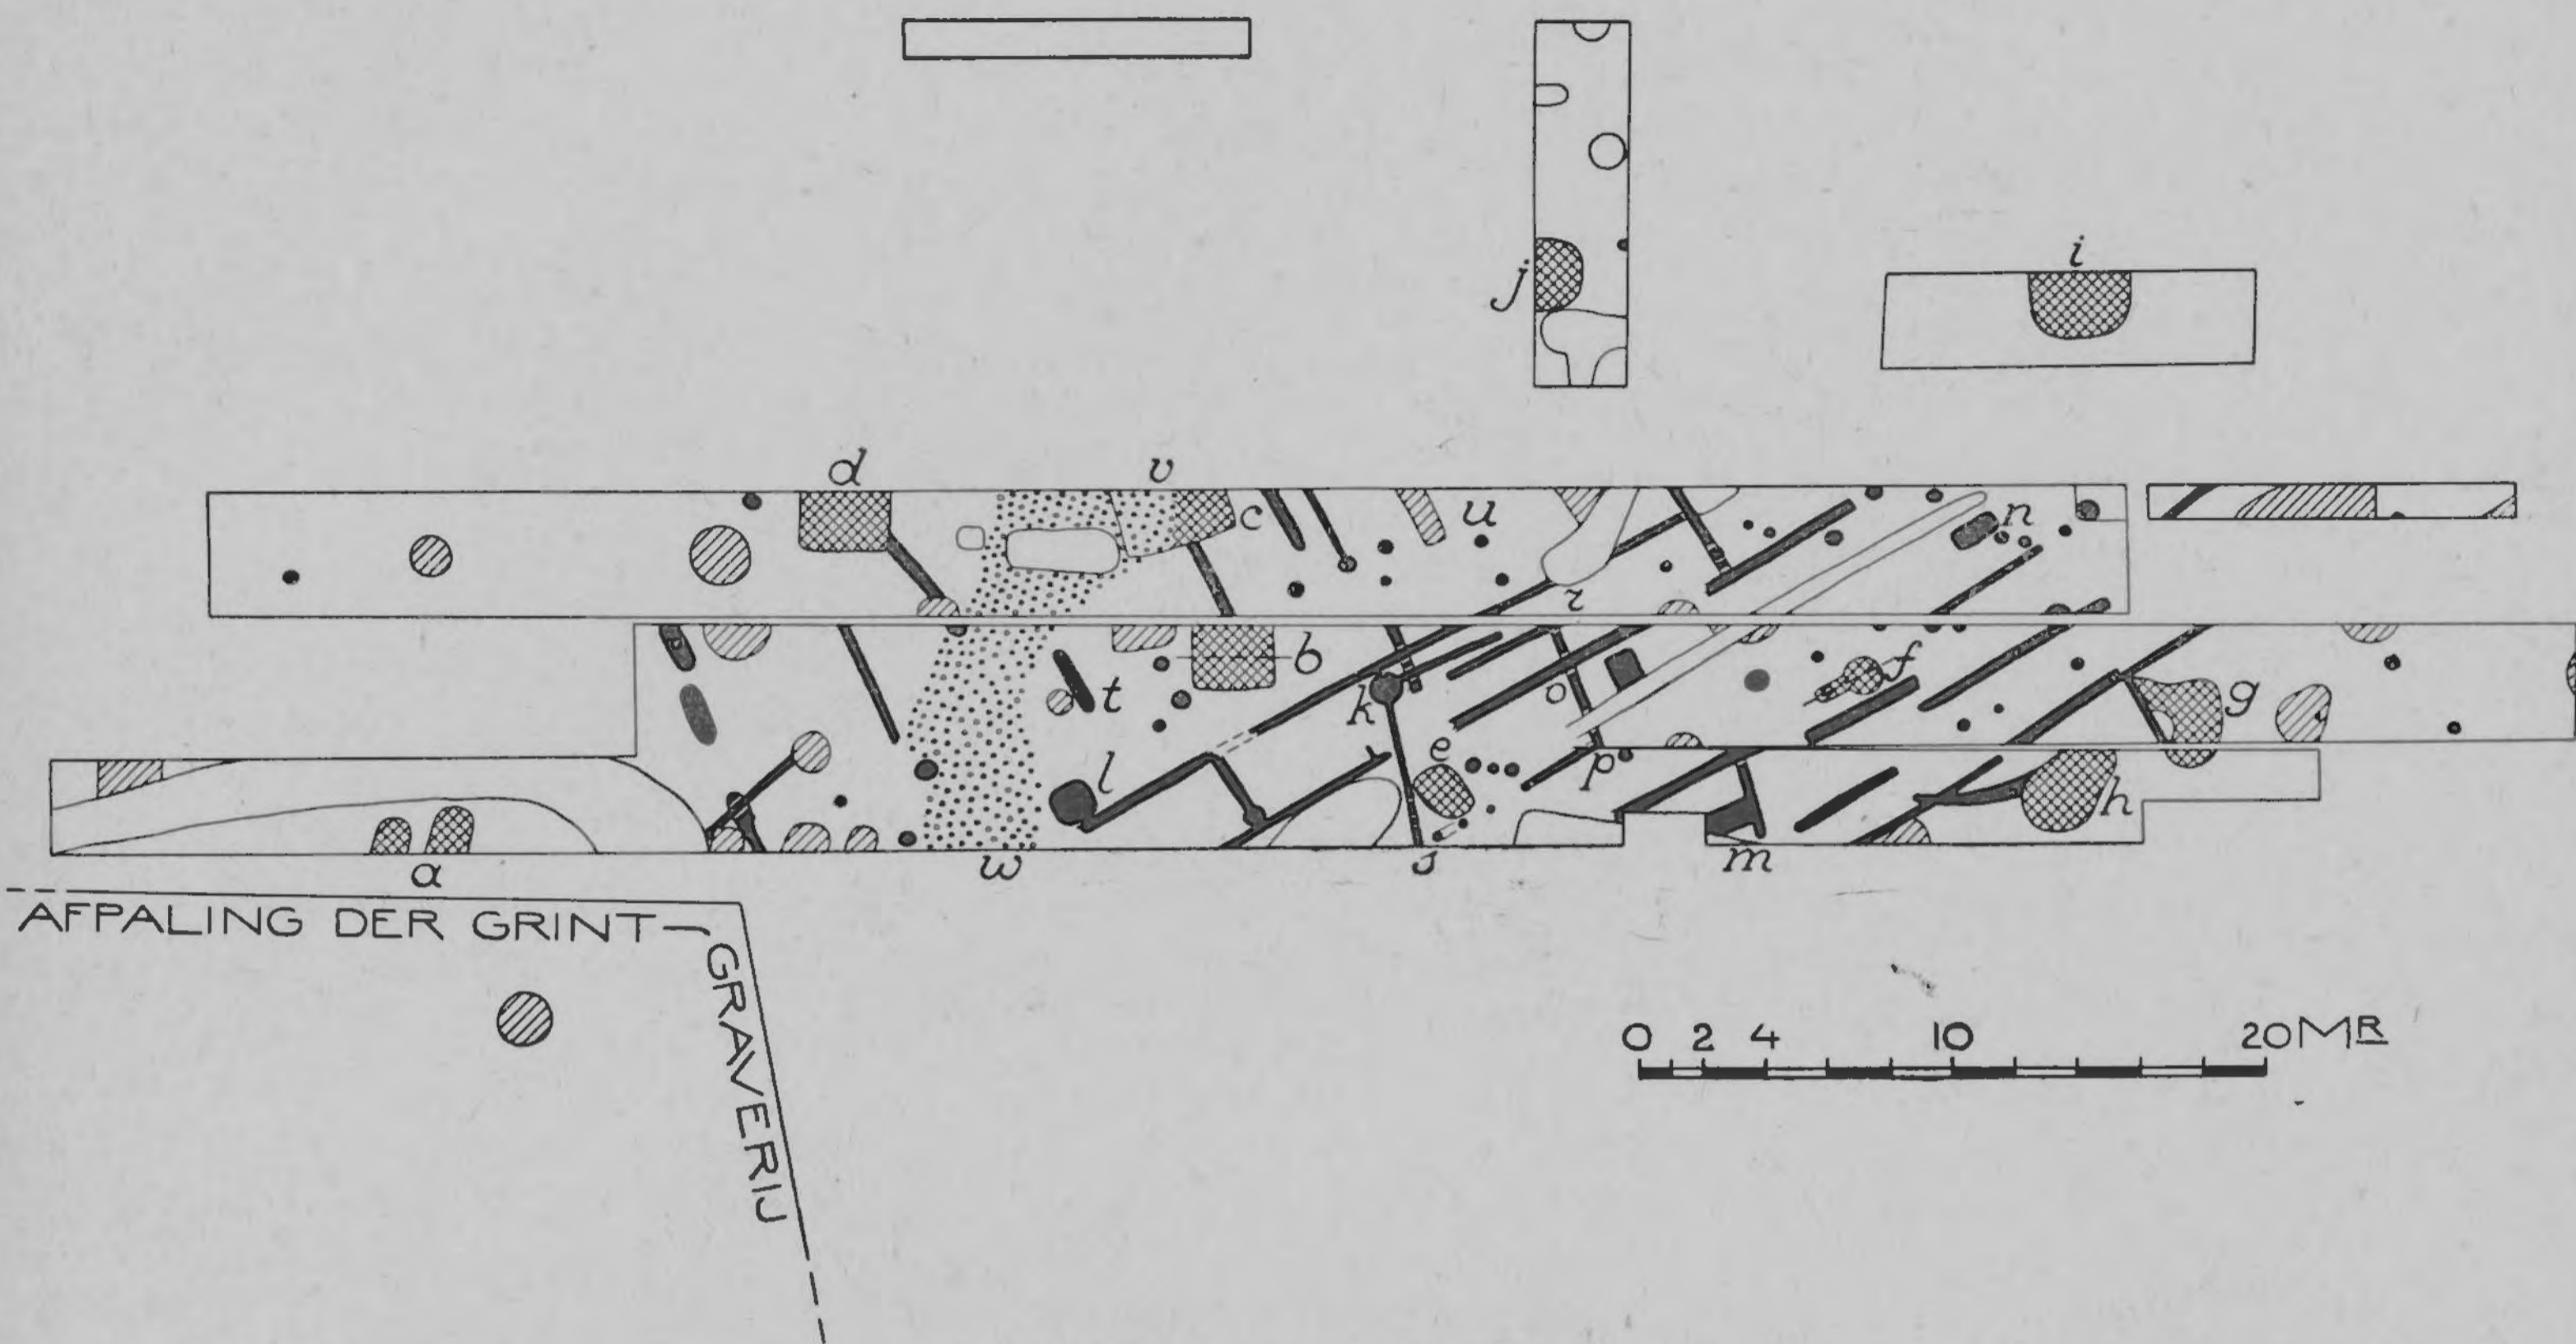 i
j
d v
c u n
b f
t k o g
l e p h
r
a w s m
AFPALING DER GRINT-
GRAVERIJ
0 2 4 10 20 MR